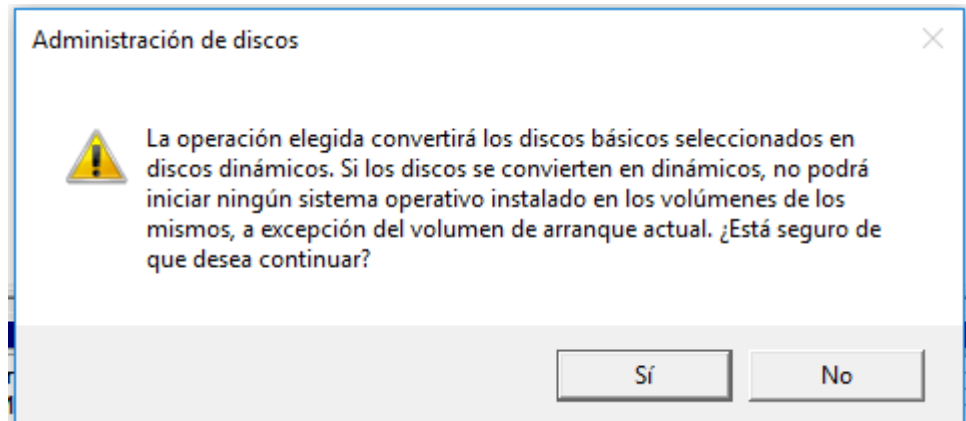 Administración de discos
La operación elegida convertirá los discos básicos seleccionados en
discos dinámicos. Si los discos se convierten en dinámicos, no podrá
iniciar ningún sistema operativo instalado en los volúmenes de los
mismos, a excepción del volumen de arranque actual. ¿Está seguro de
que desea continuar?
Sí No